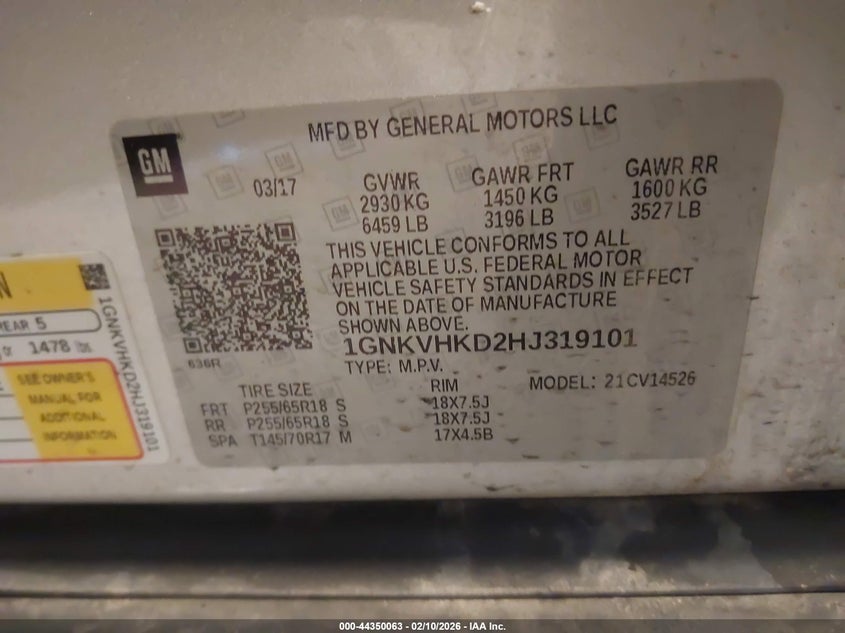 MFD BY GENERAL MOTORS LLC
GM
03/17
GVWR
2930 KG
6459 LB
GAWR FRT
1450 KG
3196 LB
GAWR RR
1600 KG
3527 LB
THIS VEHICLE CONFORMS TO ALL
APPLICABLE U.S. FEDERAL MOTOR
VEHICLE SAFETY STANDARDS IN EFFECT
ON THE DATE OF MANUFACTURE
SHOWN ABOVE.
636R
1GNKVHKD2HJ319101
TYPE: M.P.V.
MODEL: 21CV14526
TIRE SIZE RIM
FRT P255/65R18 S 18X7.5J
RR P255/65R18 S 18X7.5J
SPA T145/70R17 M 17X4.5B
REAR 5
or 1478 lbs
SEE OWNER'S
MANUAL FOR
ADDITIONAL
INFORMATION
1GNKVHKD2HJ319101
000-44350063 — 02/10/2026 — IAA Inc.